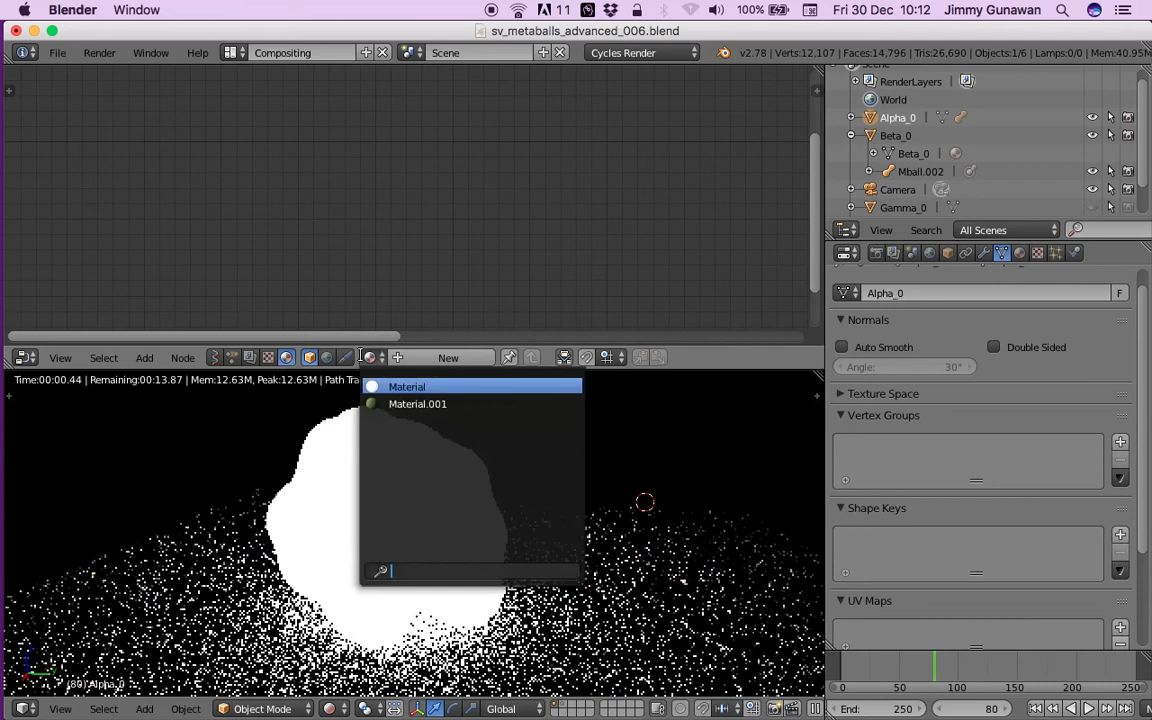 Blender Window 11 100% Fri 30 Dec 10:12 Jimmy Gunawan
sv_metaballs_advanced_006.blend
File Render Window Help Compositing Scene Cycles Render v2.78 | Verts:12,107 | Faces:14,796 | Tris:26,690 | Objects:1/6 | Lamps:0/0 | Mem:40.95M
RenderLayers
World
Alpha_0
Beta_0
Beta_0
Mball.002
Camera
Gamma_0
View Search All Scenes
Alpha_0 F
Normals
Auto Smooth Double Sided
Angle: 30°
Texture Space
Vertex Groups
Shape Keys
UV Maps
View Select Add Node New
Time:00:00.44 | Remaining:00:13.87 | Mem:12.63M, Peak:12.63M | Path Tra
Material
Material.001
(80) Alpha_0
View Select Add Object Object Mode Global
0 50 100 150 200 250
End: 250 80